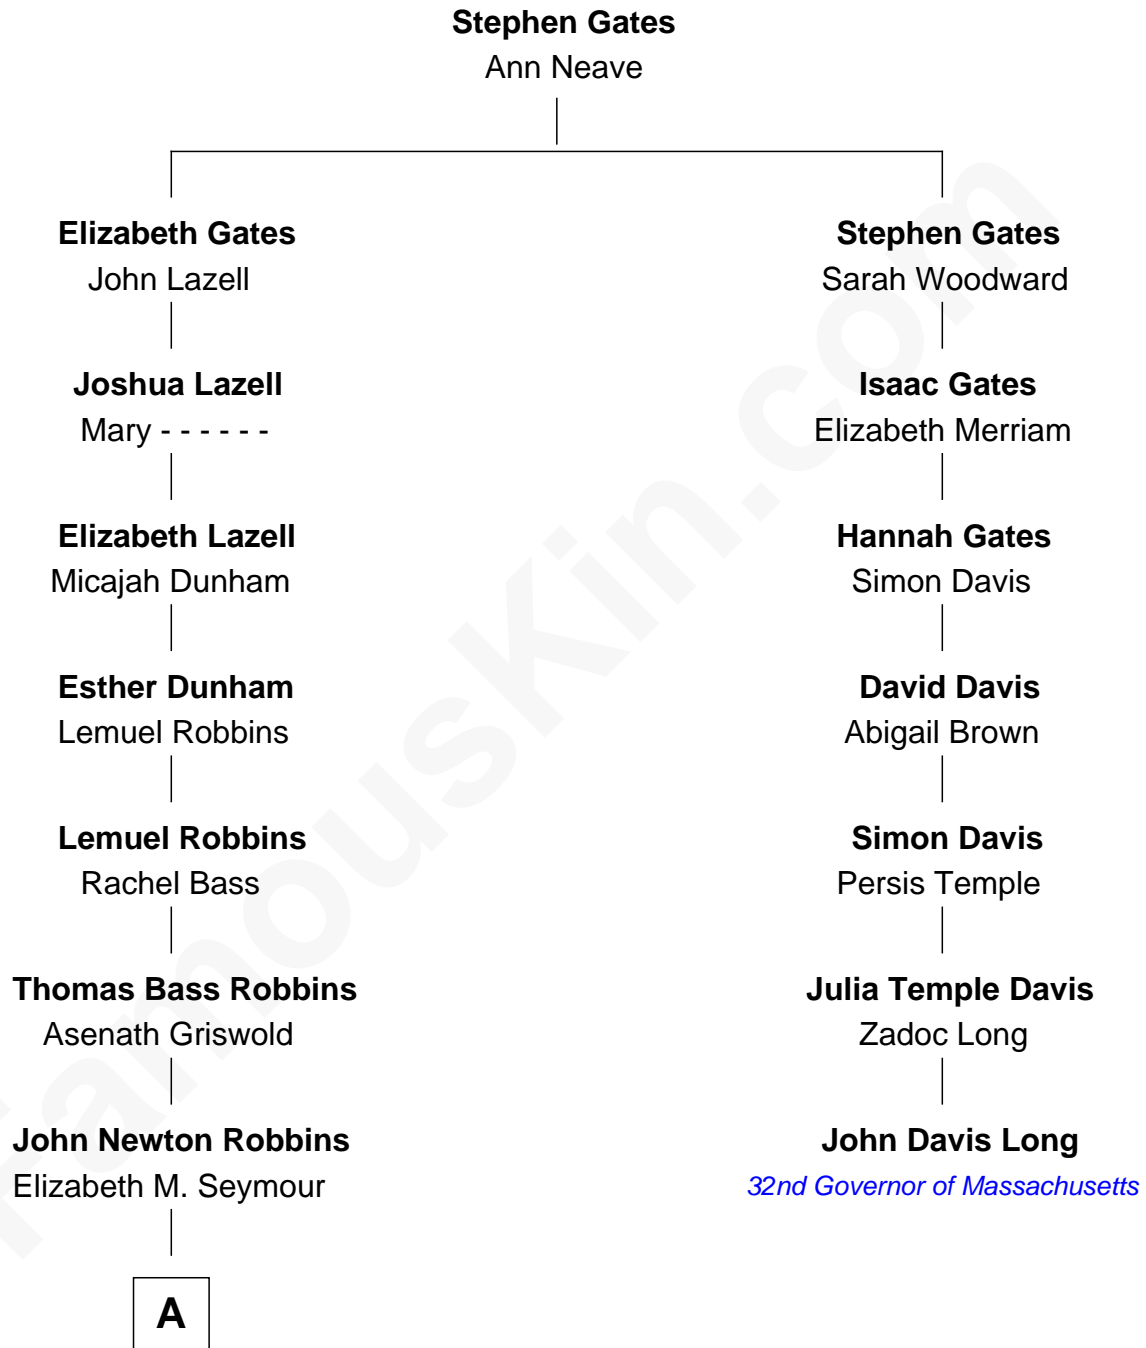 Stephen Gates
Ann Neave
Elizabeth Gates
John Lazell
Stephen Gates
Sarah Woodward
Joshua Lazell
Mary - - - - - -
Isaac Gates
Elizabeth Merriam
Elizabeth Lazell
Micajah Dunham
Hannah Gates
Simon Davis
Esther Dunham
Lemuel Robbins
David Davis
Abigail Brown
Lemuel Robbins
Rachel Bass
Simon Davis
Persis Temple
Thomas Bass Robbins
Asenath Griswold
Julia Temple Davis
Zadoc Long
John Newton Robbins
Elizabeth M. Seymour
John Davis Long
32nd Governor of Massachusetts
A
FamousKin.com